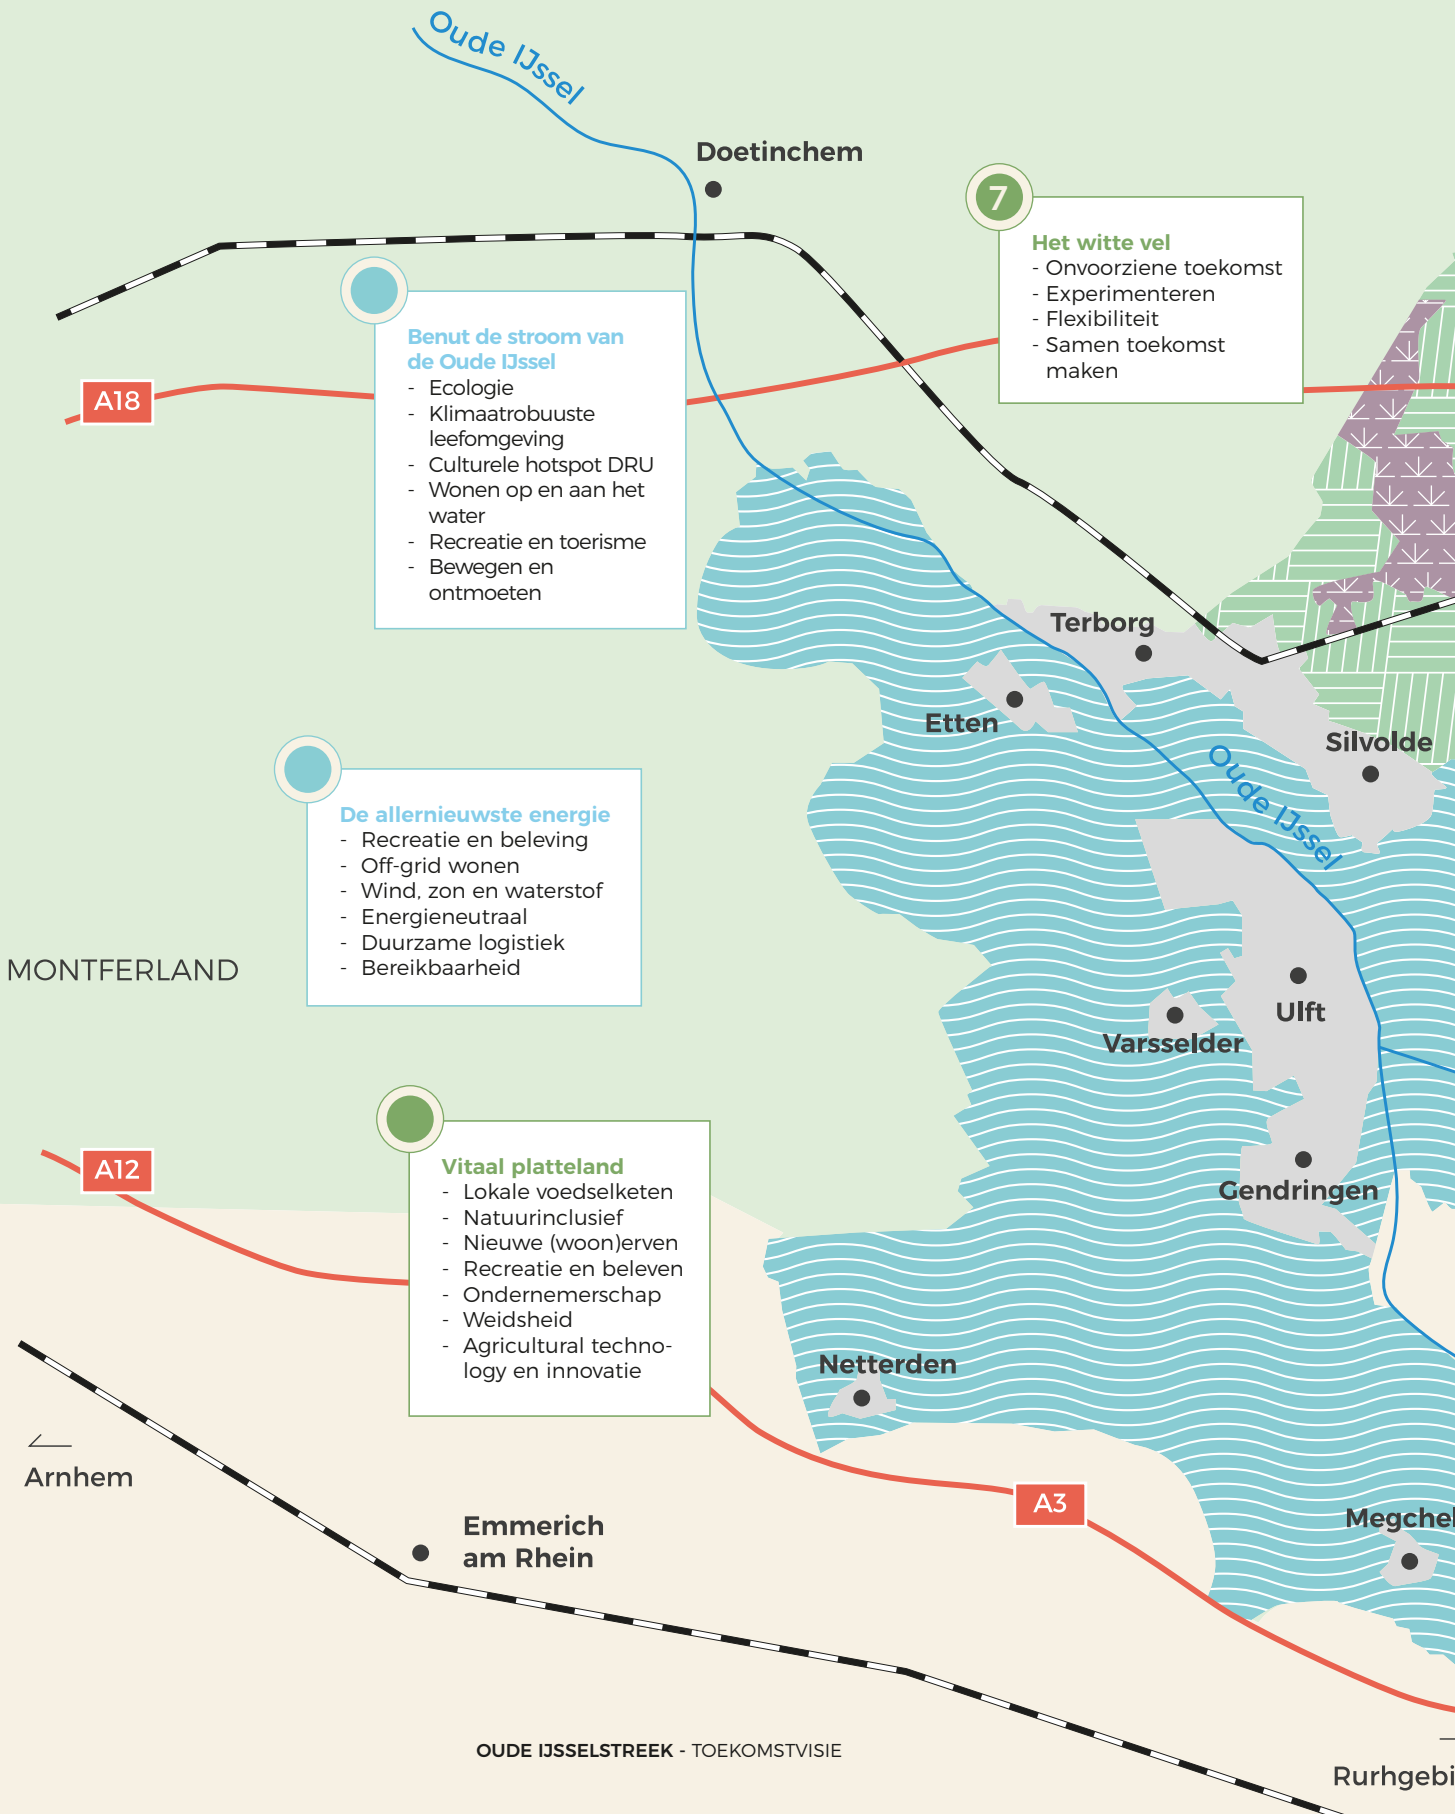 Oude IJssel
Doetinchem
7
Het witte vel
- Onvoorziene toekomst
- Experimenteren
- Flexibiliteit
- Samen toekomst
maken
Benut de stroom van
de Oude IJssel
- Ecologie
- Klimaatrobuuste
leefomgeving
- Culturele hotspot DRU
- Wonen op en aan het
water
- Recreatie en toerisme
- Bewegen en
ontmoeten
A18
Terborg
Etten
Silvolde
Oude IJssel
De allernieuwste energie
- Recreatie en beleving
- Off-grid wonen
- Wind, zon en waterstof
- Energieneutraal
- Duurzame logistiek
- Bereikbaarheid
MONTFERLAND
Ulft
Varsselder
A12
Vitaal platteland
- Lokale voedselketen
- Natuurinclusief
- Nieuwe (woon)erven
- Recreatie en beleven
- Ondernemerschap
- Weidsheid
- Agricultural techno-
logy en innovatie
Gendringen
Netterden
Arnhem
A3
Emmerich
am Rhein
Megchel
OUDE IJSSELSTREEK - TOEKOMSTVISIE
Rurhgebi